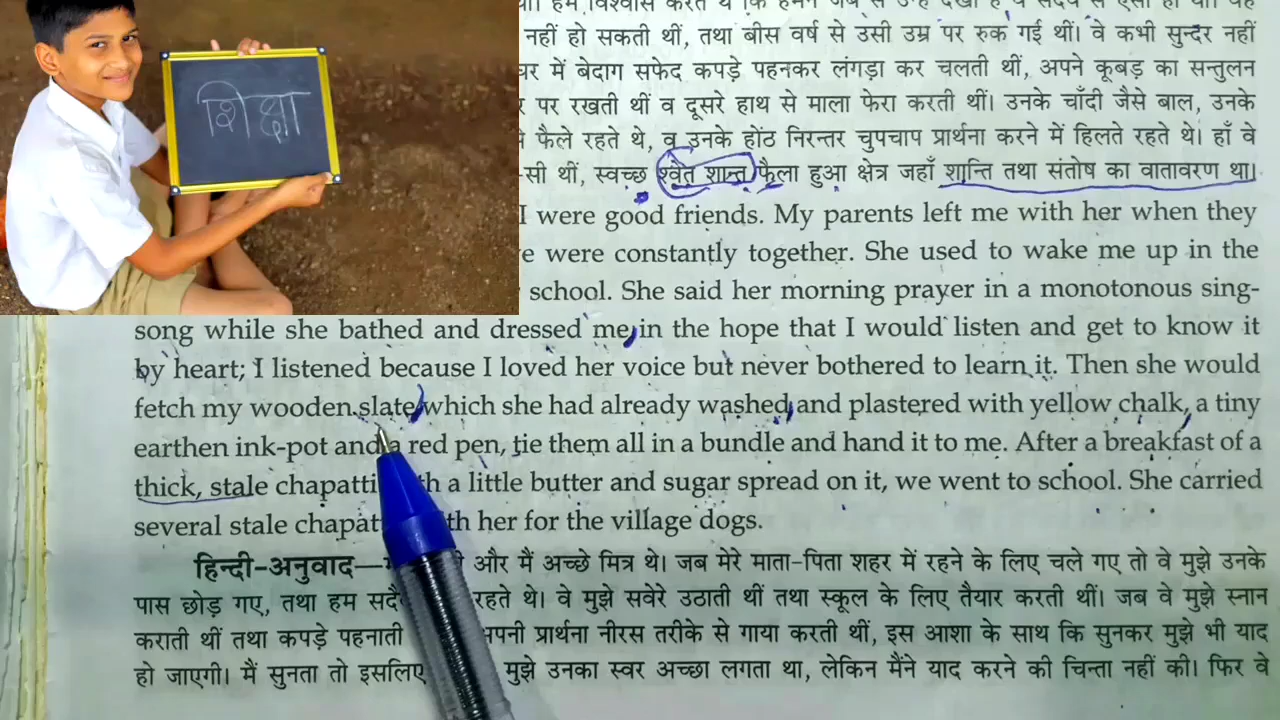 शिक्षा
नहीं हो सकती थीं, तथा बीस वर्ष से उसी उम्र पर रुक गई थीं। वे कभी सुन्दर नहीं
घर में बेदाग सफेद कपड़े पहनकर लंगड़ा कर चलती थीं, अपने कूबड़ का सन्तुलन
पर रखती थीं व दूसरे हाथ से माला फेरा करती थीं। उनके चाँदी जैसे बाल, उनके
फैले रहते थे, व उनके होंठ निरन्तर चुपचाप प्रार्थना करने में हिलते रहते थे। हाँ वे
-सी थीं, स्वच्छ श्वेत शान्त फैला हुआ क्षेत्र जहाँ शान्ति तथा संतोष का वातावरण था।
I were good friends. My parents left me with her when they
were constantly together. She used to wake me up in the
school. She said her morning prayer in a monotonous sing-
song while she bathed and dressed me, in the hope that I would listen and get to know it
by heart; I listened because I loved her voice but never bothered to learn it. Then she would
fetch my wooden slate, which she had already washed, and plastered with yellow chalk, a tiny
earthen ink-pot and a red pen, tie them all in a bundle and hand it to me. After a breakfast of a
thick, stale chapatti a little butter and sugar spread on it, we went to school. She carried
several stale her for the village dogs.
हिन्दी-अनुवाद— और मैं अच्छे मित्र थे। जब मेरे माता-पिता शहर में रहने के लिए चले गए तो वे मुझे उनके
पास छोड़ गए, तथा हम रहते थे। वे मुझे सवेरे उठाती थीं तथा स्कूल के लिए तैयार करती थीं। जब वे मुझे स्नान
कराती थीं तथा कपड़े पहनाती प्रार्थना नीरस तरीके से गाया करती थीं, इस आशा के साथ कि सुनकर मुझे भी याद
हो जाएगी। मैं सुनता तो इसलिए मुझे उनका स्वर अच्छा लगता था, लेकिन मैंने याद करने की चिन्ता नहीं की। फिर वे